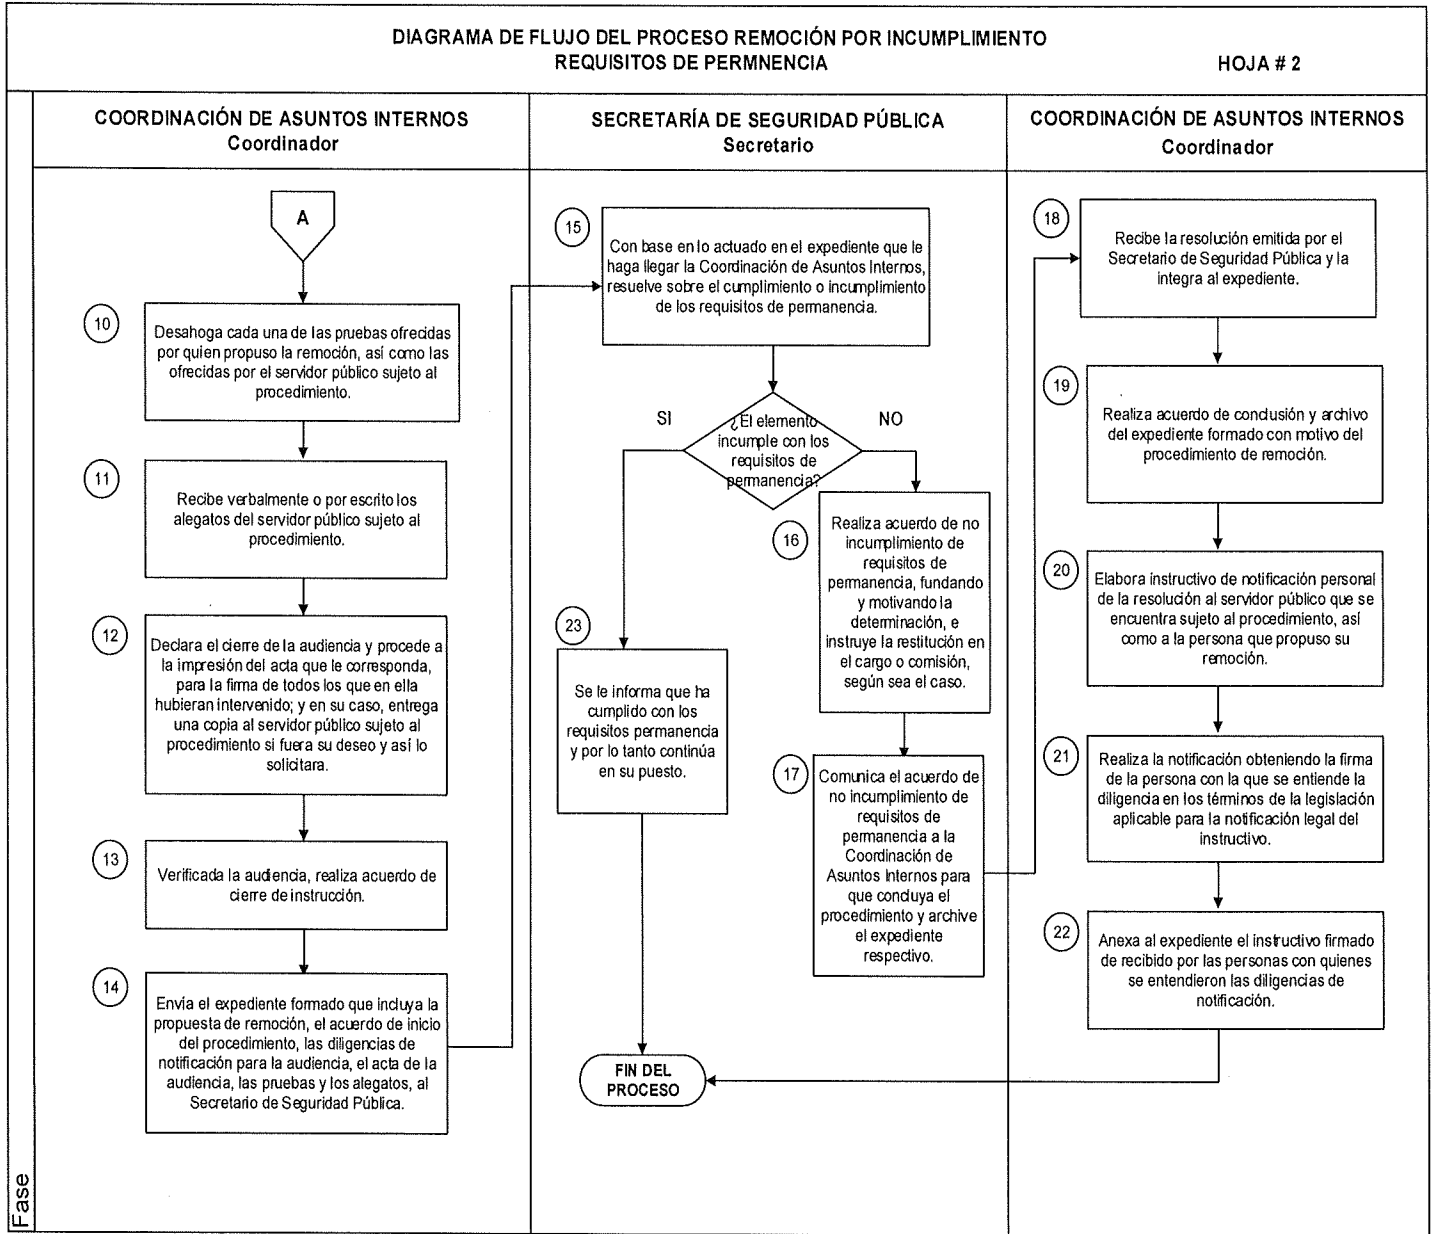 DIAGRAMA DE FLUJO DEL PROCESO REMOCIÓN POR INCUMPLIMIENTO
REQUISITOS DE PERMNENCIA
HOJA # 2
COORDINACIÓN DE ASUNTOS INTERNOS
Coordinador
SECRETARÍA DE SEGURIDAD PÚBLICA
Secretario
COORDINACIÓN DE ASUNTOS INTERNOS
Coordinador
A
10
Desahoga cada una de las pruebas ofrecidas
por quien propuso la remoción, así como las
ofrecidas por el servidor público sujeto al
procedimiento.
11
Recibe verbalmente o por escrito los
alegatos del servidor público sujeto al
procedimiento.
12
Declara el cierre de la audiencia y procede a
la impresión del acta que le corresponda,
para la firma de todos los que en ella
hubieran intervenido; y en su caso, entrega
una copia al servidor público sujeto al
procedimiento si fuera su deseo y así lo
solicitara.
13
Verificada la audiencia, realiza acuerdo de
cierre de instrucción.
14
Envía el expediente formado que incluya la
propuesta de remoción, el acuerdo de inicio
del procedimiento, las diligencias de
notificación para la audiencia, el acta de la
audiencia, las pruebas y los alegatos, al
Secretario de Seguridad Pública.
15
Con base en lo actuado en el expediente que le
haga llegar la Coordinación de Asuntos Internos,
resuelve sobre el cumplimiento o incumplimiento
de los requisitos de permanencia.
SI
¿El elemento
incumple con los
requisitos de
permanencia?
NO
16
Realiza acuerdo de no
incumplimiento de
requisitos de
permanencia, fundando
y motivando la
determinación, e
instruye la restitución en
el cargo o comisión,
según sea el caso.
23
Se le informa que ha
cumplido con los
requisitos permanencia
y por lo tanto continúa
en su puesto.
17
Comunica el acuerdo de
no incumplimiento de
requisitos de
permanencia a la
Coordinación de
Asuntos Internos para
que concluya el
procedimiento y archive
el expediente
respectivo.
FIN DEL
PROCESO
18
Recibe la resolución emitida por el
Secretario de Seguridad Pública y la
integra al expediente.
19
Realiza acuerdo de conclusión y archivo
del expediente formado con motivo del
procedimiento de remoción.
20
Elabora instructivo de notificación personal
de la resolución al servidor público que se
encuentra sujeto al procedimiento, así
como a la persona que propuso su
remoción.
21
Realiza la notificación obteniendo la firma
de la persona con la que se entiende la
diligencia en los términos de la legislación
aplicable para la notificación legal del
instructivo.
22
Anexa al expediente el instructivo firmado
de recibido por las personas con quienes
se entendieron las diligencias de
notificación.
Fase